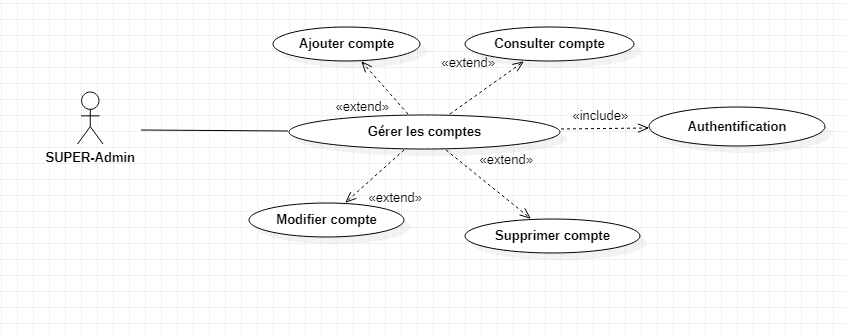 Ajouter compte
Consulter compte
«extend»
«extend»
«include»
Gérer les comptes
Authentification
SUPER-Admin
«extend»
«extend»
Modifier compte
Supprimer compte